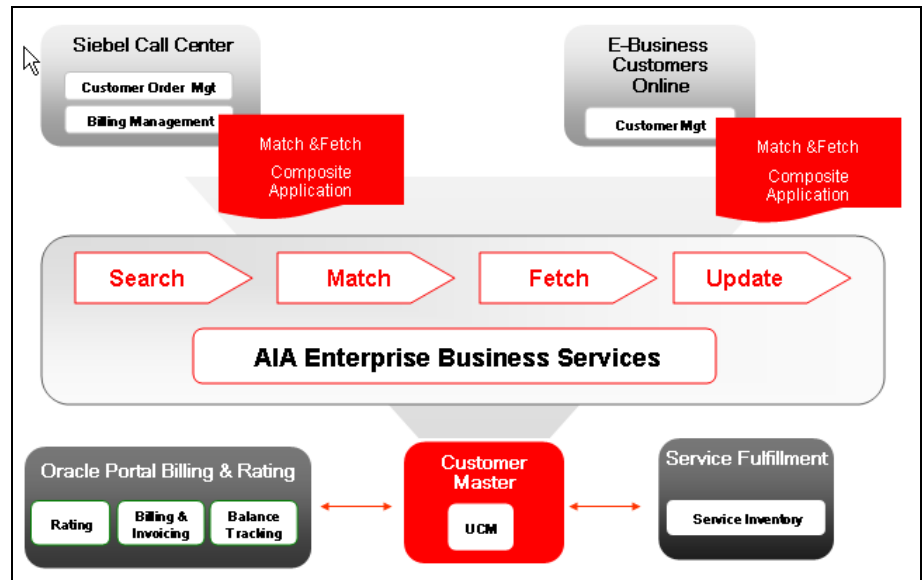 Siebel Call Center
Customer Order Mgt
Billing Management
Match &Fetch
Composite
Application
E-Business
Customers
Online
Customer Mgt
Match &Fetch
Composite
Application
Search
Match
Fetch
Update
AIA Enterprise Business Services
Oracle Portal Billing & Rating
Rating
Billing &
Invoicing
Balance
Tracking
Customer
Master
UCM
Service Fulfillment
Service Inventory